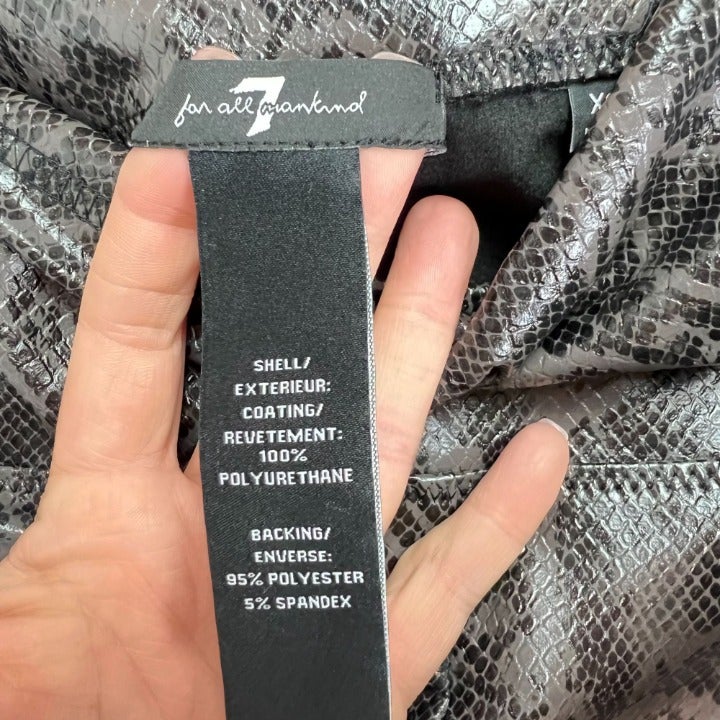 7
for all mankind
SHELL/
EXTERIEUR:
COATING/
REVETEMENT:
100%
POLYURETHANE
BACKING/
ENVERSE:
95% POLYESTER
5% SPANDEX